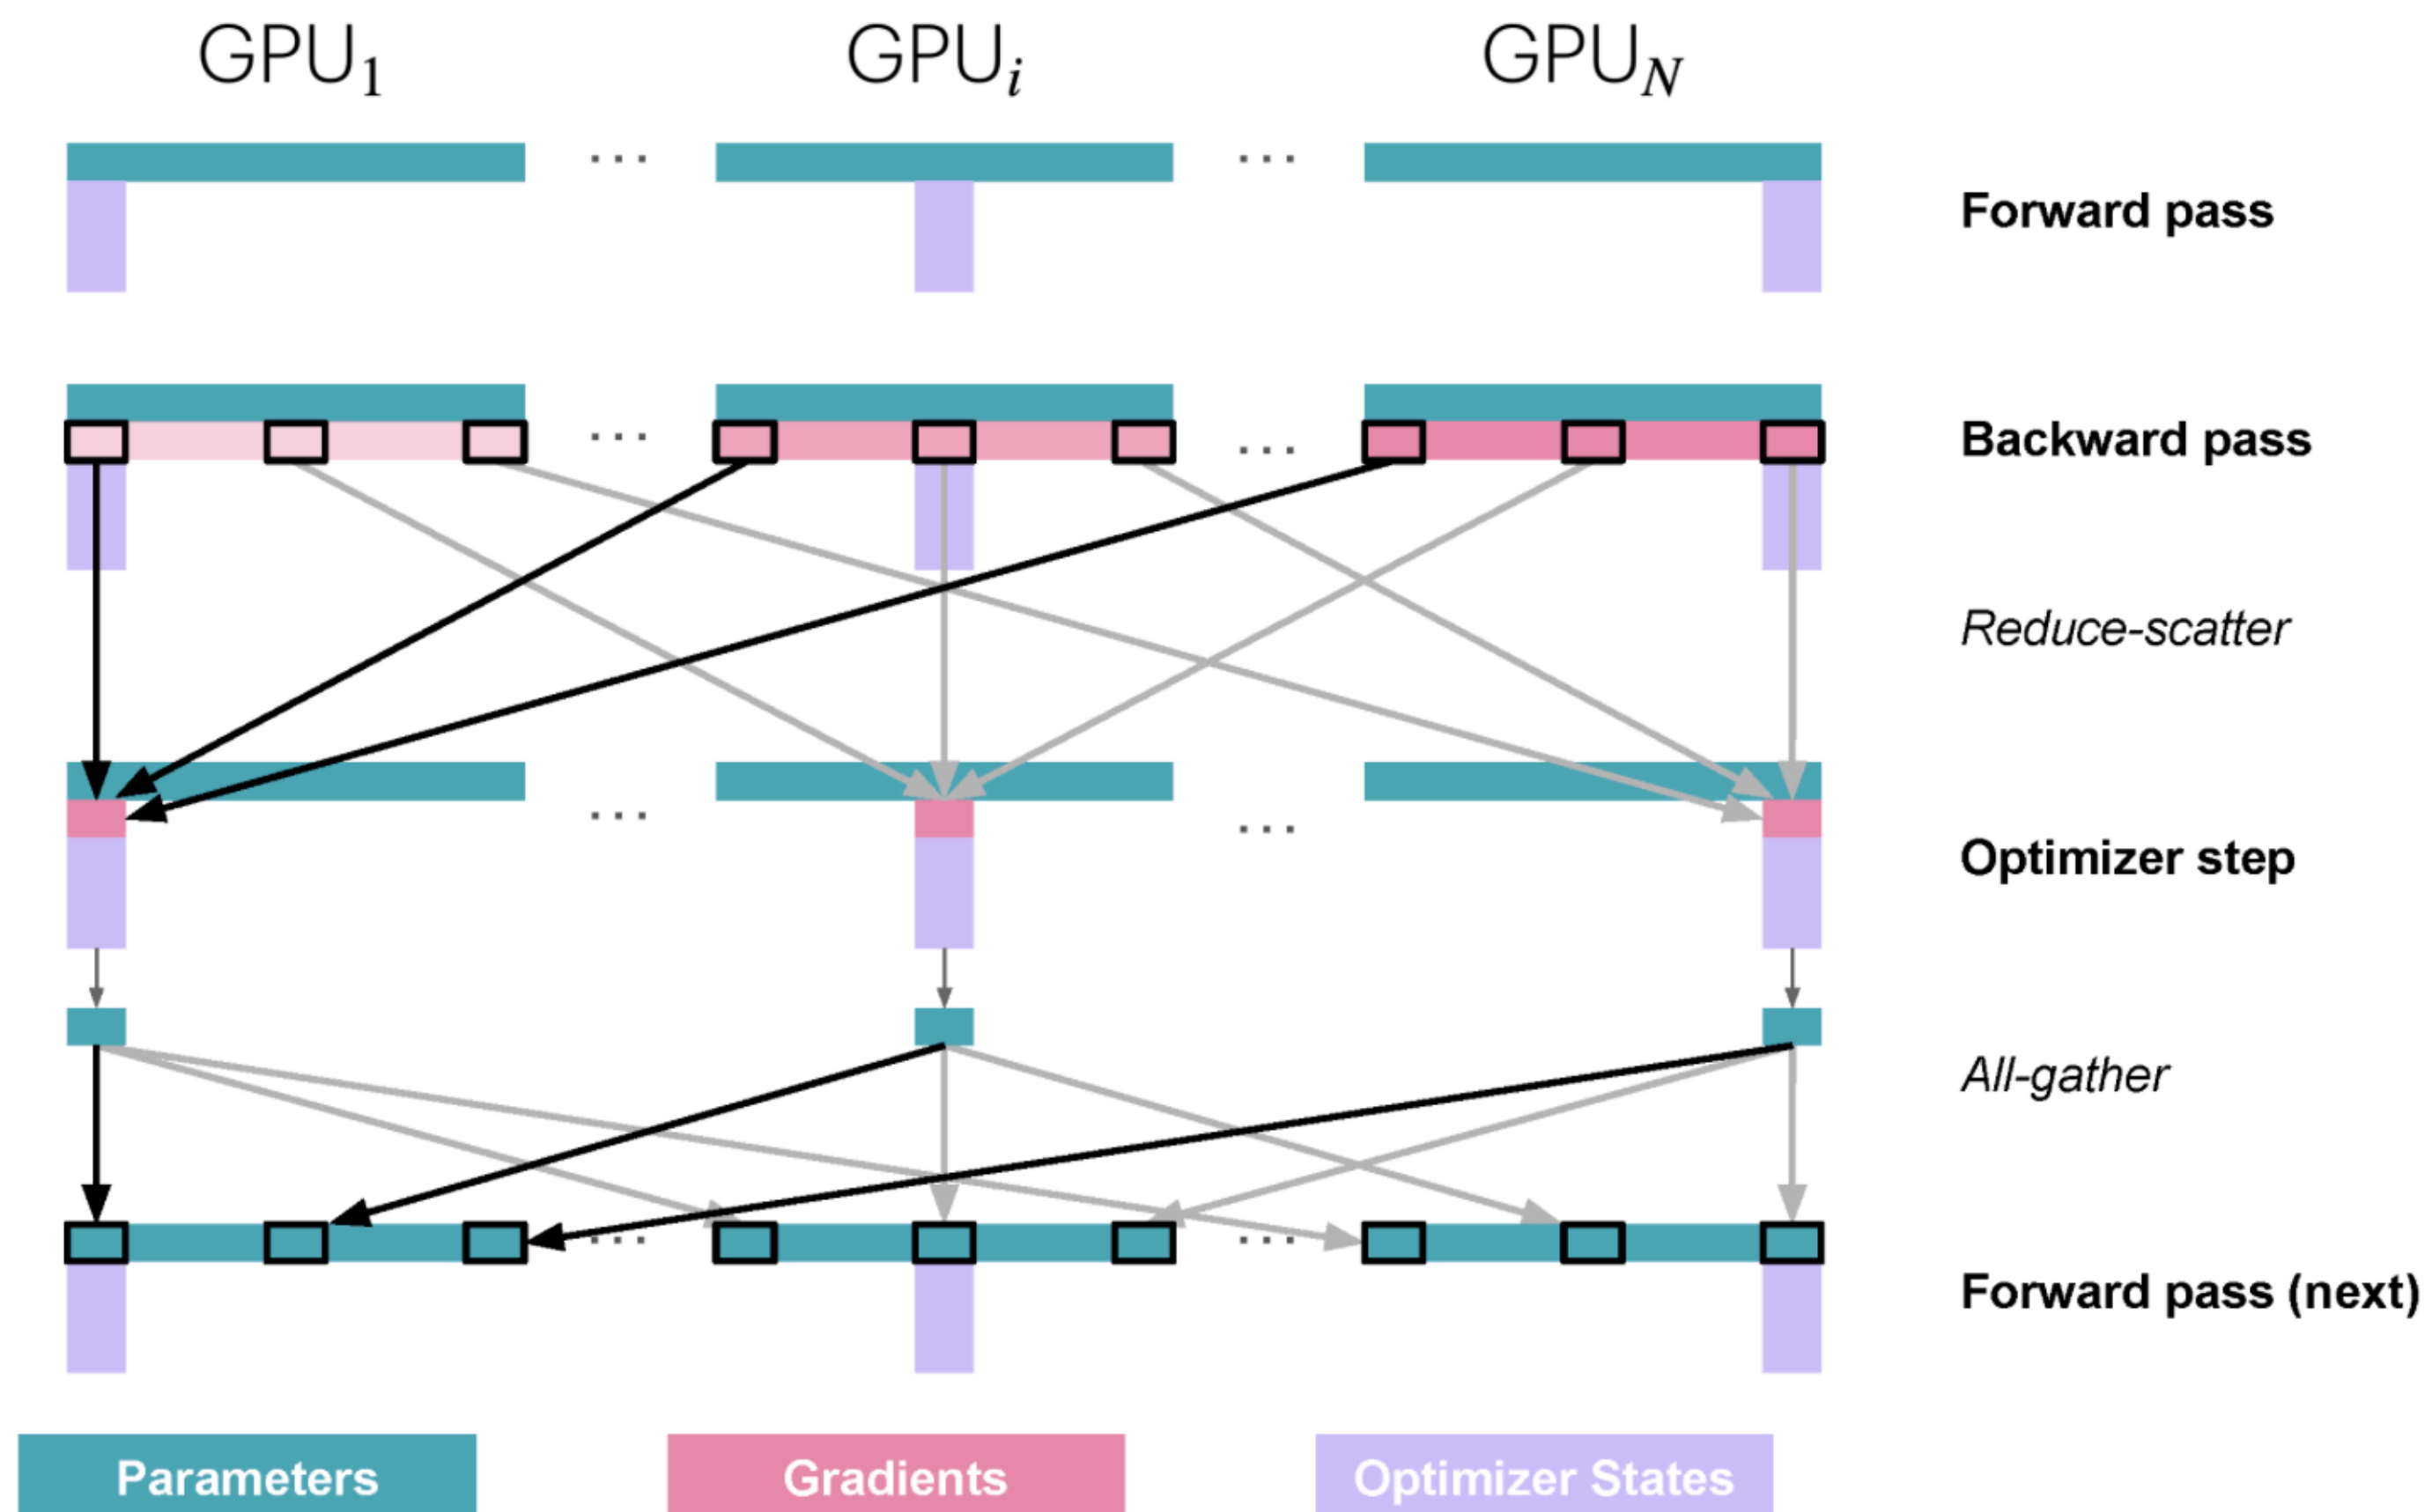 GPU₁ GPUᵢ GPU_N
... ...
Forward pass
... ...
Backward pass
Reduce-scatter
... ...
Optimizer step
All-gather
... ...
Forward pass (next)
Parameters Gradients Optimizer States